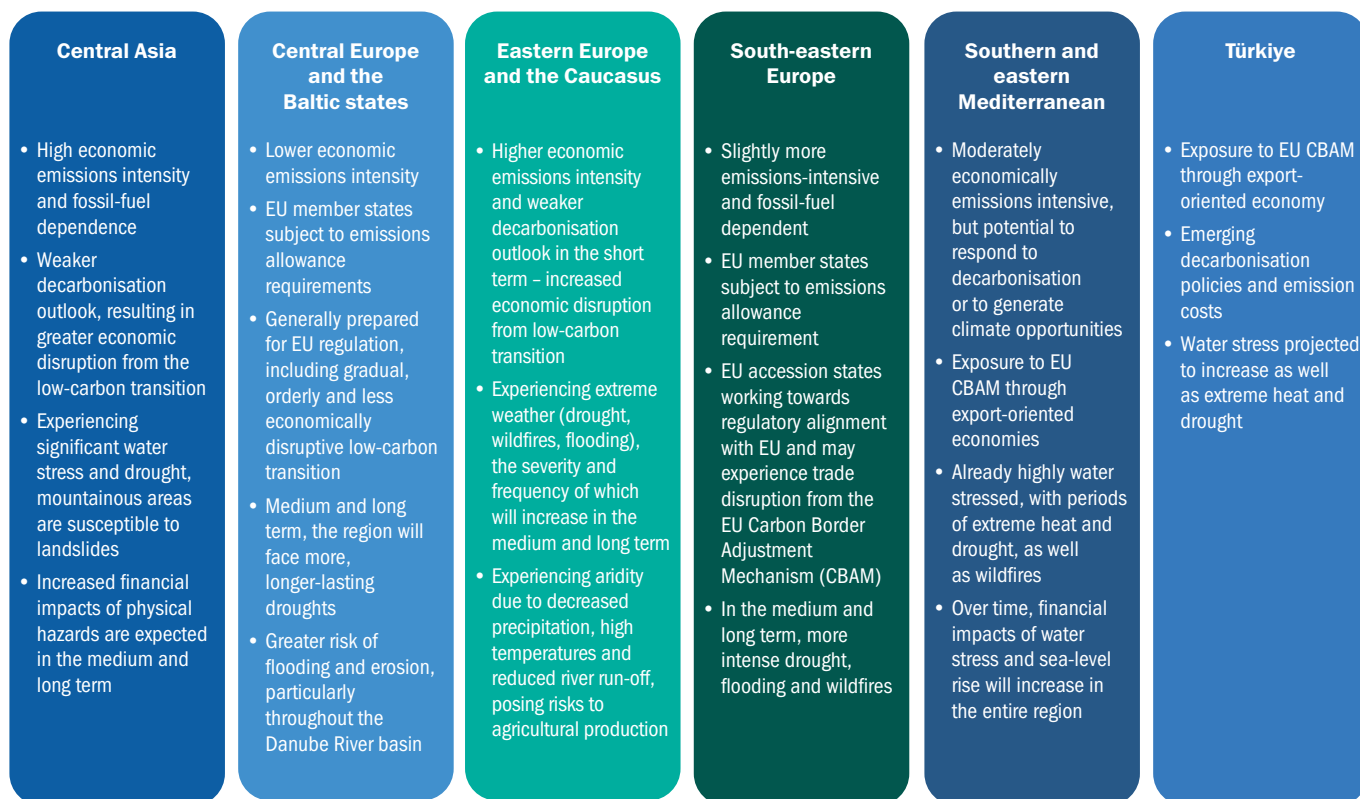 Central Asia
• High economic
emissions intensity
and fossil-fuel
dependence
• Weaker
decarbonisation
outlook, resulting in
greater economic
disruption from the
low-carbon transition
• Experiencing
significant water
stress and drought,
mountainous areas
are susceptible to
landslides
• Increased financial
impacts of physical
hazards are expected
in the medium and
long term
Central Europe
and the
Baltic states
• Lower economic
emissions intensity
• EU member states
subject to emissions
allowance
requirements
• Generally prepared
for EU regulation,
including gradual,
orderly and less
economically
disruptive low-carbon
transition
• Medium and long
term, the region will
face more,
longer-lasting
droughts
• Greater risk of
flooding and erosion,
particularly
throughout the
Danube River basin
Eastern Europe
and the Caucasus
• Higher economic
emissions intensity
and weaker
decarbonisation
outlook in the short
term – increased
economic disruption
from low-carbon
transition
• Experiencing extreme
weather (drought,
wildfires, flooding),
the severity and
frequency of which
will increase in the
medium and long term
• Experiencing aridity
due to decreased
precipitation, high
temperatures and
reduced river run-off,
posing risks to
agricultural production
South-eastern
Europe
• Slightly more
emissions-intensive
and fossil-fuel
dependent
• EU member states
subject to emissions
allowance
requirement
• EU accession states
working towards
regulatory alignment
with EU and may
experience trade
disruption from the
EU Carbon Border
Adjustment
Mechanism (CBAM)
• In the medium and
long term, more
intense drought,
flooding and wildfires
Southern and
eastern
Mediterranean
• Moderately
economically
emissions intensive,
but potential to
respond to
decarbonisation
or to generate
climate opportunities
• Exposure to EU
CBAM through
export-oriented
economies
• Already highly water
stressed, with periods
of extreme heat and
drought, as well
as wildfires
• Over time, financial
impacts of water
stress and sea-level
rise will increase in
the entire region
Türkiye
• Exposure to EU CBAM
through export-
oriented economy
• Emerging
decarbonisation
policies and emission
costs
• Water stress projected
to increase as well
as extreme heat and
drought